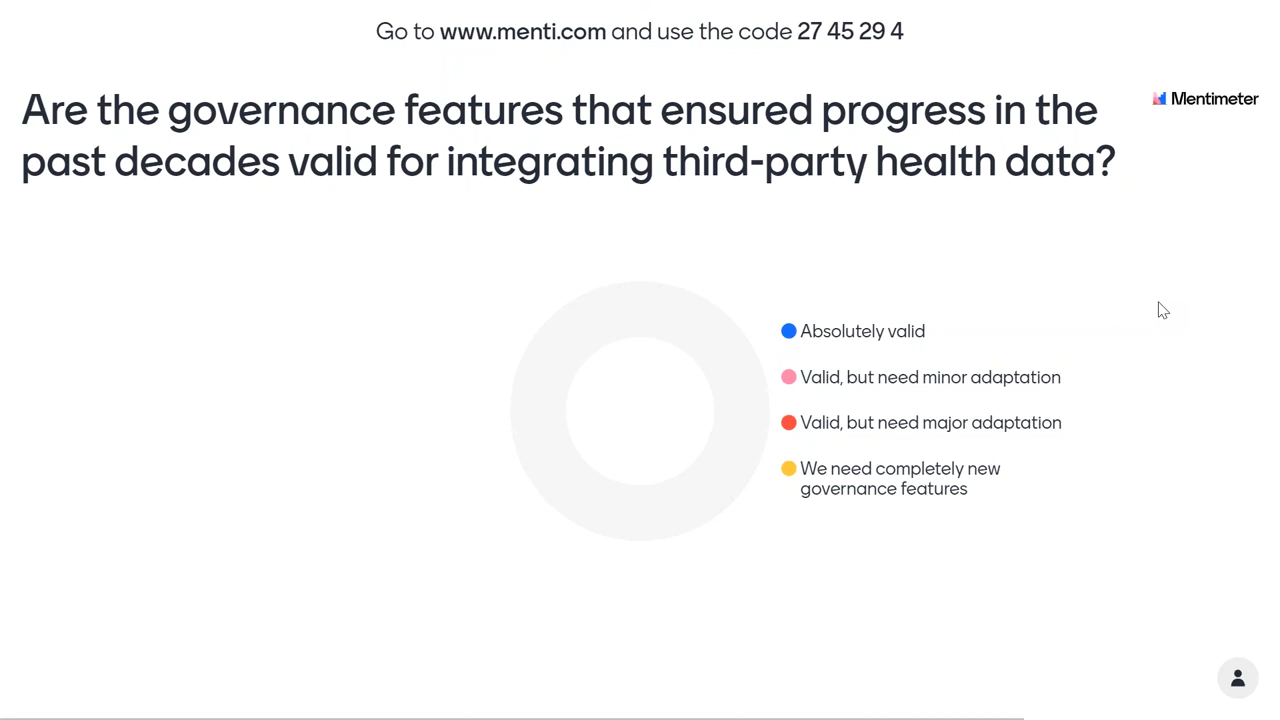 Go to www.menti.com and use the code 27 45 29 4
Are the governance features that ensured progress in the
past decades valid for integrating third-party health data?
Mentimeter
Absolutely valid
Valid, but need minor adaptation
Valid, but need major adaptation
We need completely new
governance features